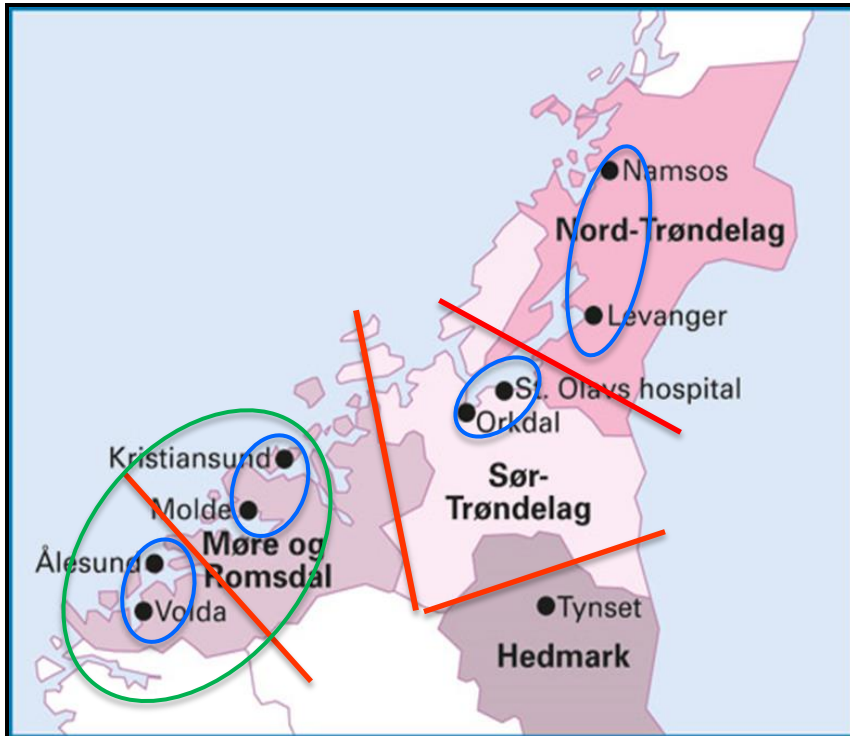 Namsos
Nord-Trøndelag
Levanger
St. Olavs hospital
Orkdal
Kristiansund
Sør-
Trøndelag
Molde
Møre og
Romsdal
Ålesund
Volda
Tynset
Hedmark